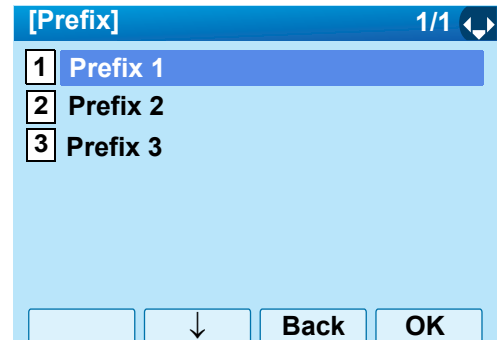 [Prefix] 1/1
1 Prefix 1
2 Prefix 2
3 Prefix 3
↓ Back OK